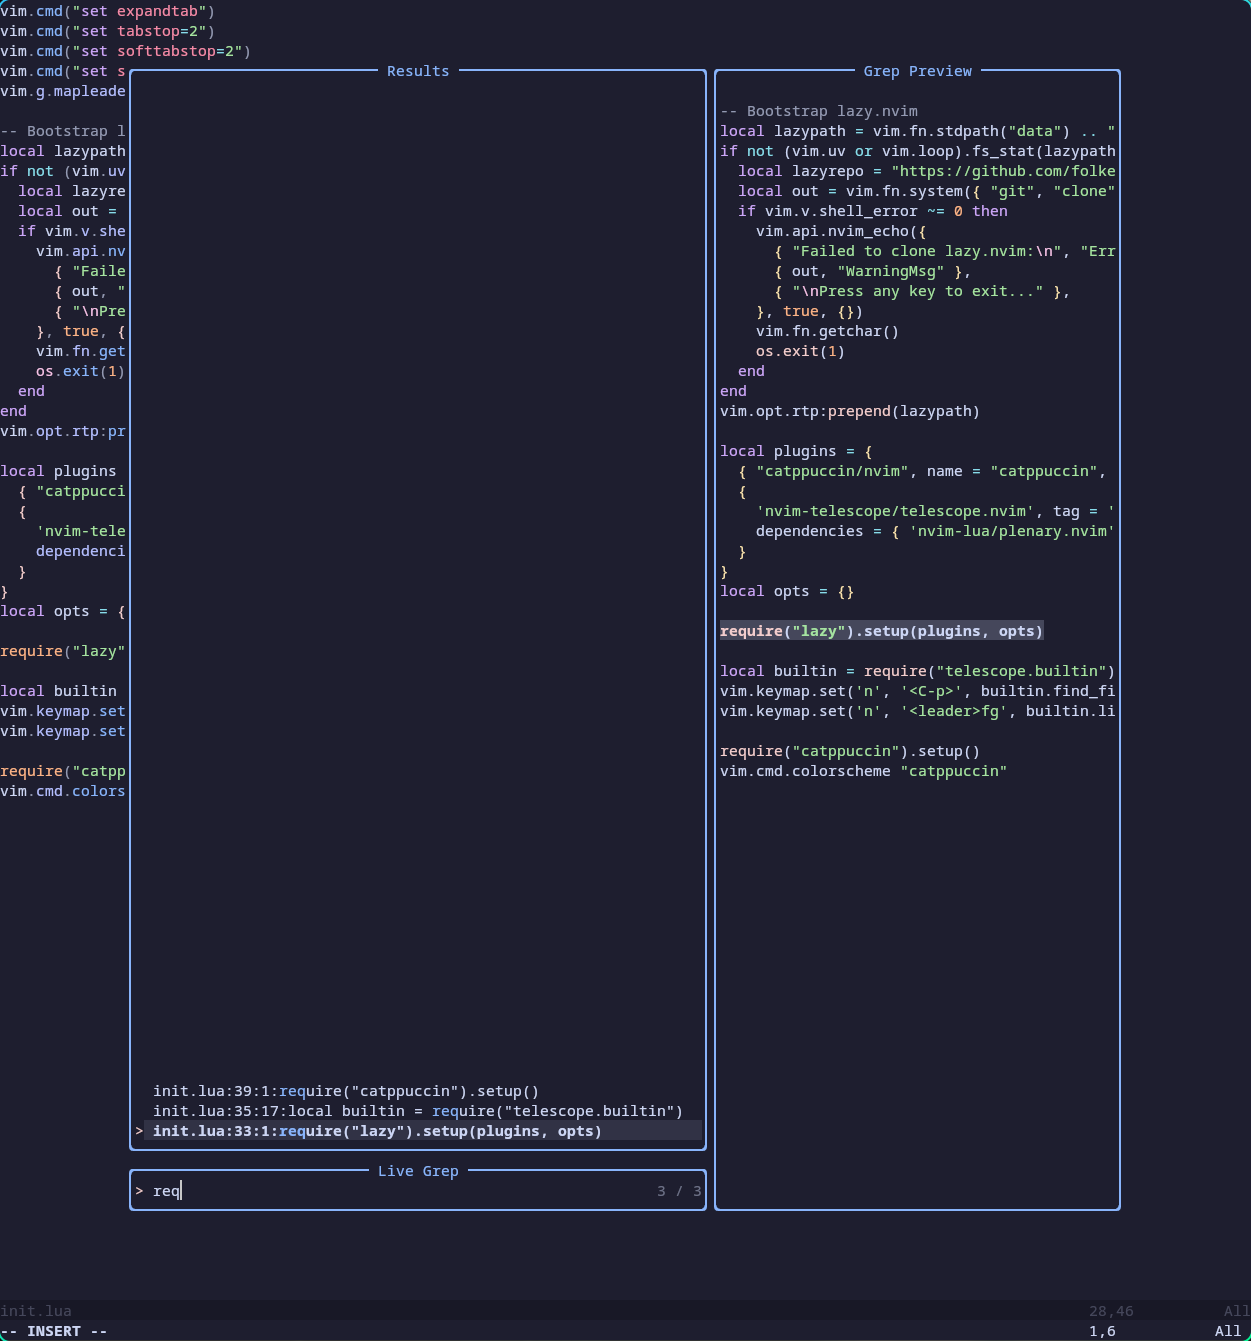 vim.cmd("set expandtab")
vim.cmd("set tabstop=2")
vim.cmd("set softtabstop=2")
vim.cmd("set s
vim.g.mapleade
-- Bootstrap l
local lazypath
if not (vim.uv
local lazyre
local out =
if vim.v.she
vim.api.nv
{ "Faile
{ out, "
{ "\nPre
}, true, {
vim.fn.get
os.exit(1)
end
end
vim.opt.rtp:pr
local plugins
{ "catppucci
{
'nvim-tele
dependenci
}
}
local opts = {
require("lazy"
local builtin
vim.keymap.set
vim.keymap.set
require("catpp
vim.cmd.colors
Results
init.lua:39:1:require("catppuccin").setup()
init.lua:35:17:local builtin = require("telescope.builtin")
> init.lua:33:1:require("lazy").setup(plugins, opts)
Live Grep
> req 3 / 3
Grep Preview
-- Bootstrap lazy.nvim
local lazypath = vim.fn.stdpath("data") .. "
if not (vim.uv or vim.loop).fs_stat(lazypath
local lazyrepo = "https://github.com/folke
local out = vim.fn.system({ "git", "clone"
if vim.v.shell_error ~= 0 then
vim.api.nvim_echo({
{ "Failed to clone lazy.nvim:\n", "Err
{ out, "WarningMsg" },
{ "\nPress any key to exit..." },
}, true, {})
vim.fn.getchar()
os.exit(1)
end
end
vim.opt.rtp:prepend(lazypath)
local plugins = {
{ "catppuccin/nvim", name = "catppuccin",
{
'nvim-telescope/telescope.nvim', tag = '
dependencies = { 'nvim-lua/plenary.nvim'
}
}
local opts = {}
require("lazy").setup(plugins, opts)
local builtin = require("telescope.builtin")
vim.keymap.set('n', '<C-p>', builtin.find_fi
vim.keymap.set('n', '<leader>fg', builtin.li
require("catppuccin").setup()
vim.cmd.colorscheme "catppuccin"
init.lua 28,46 All
-- INSERT -- 1,6 All